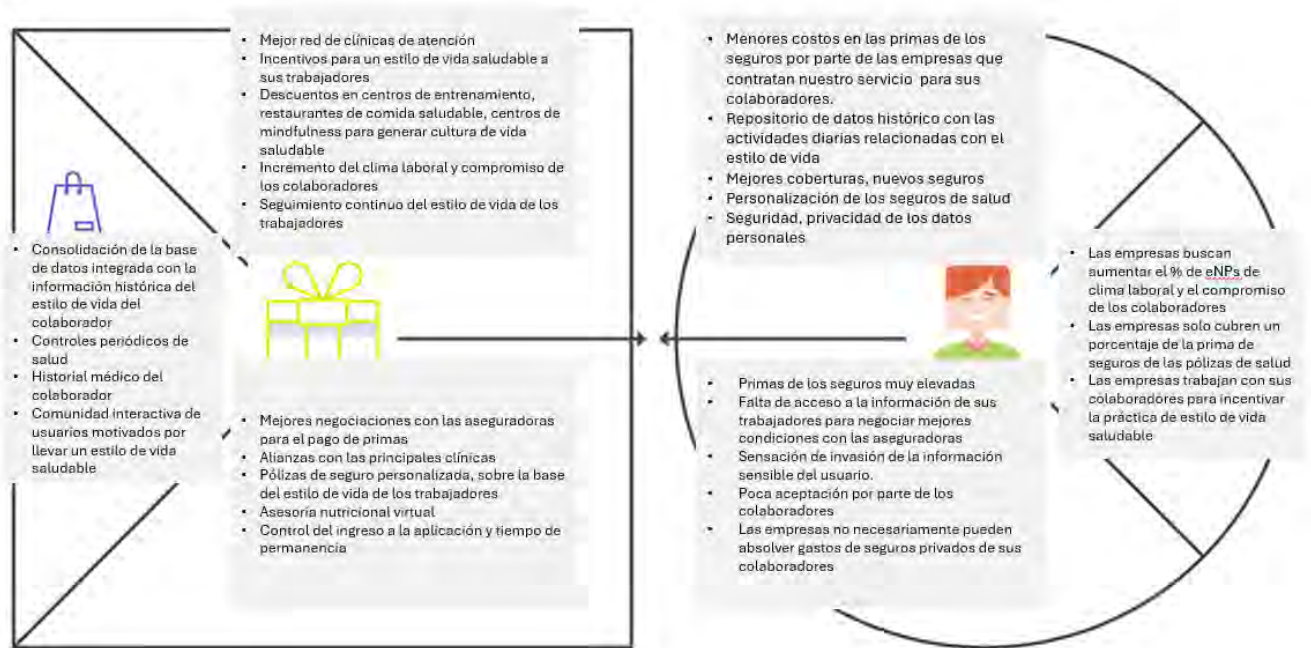 • Mejor red de clínicas de atención
• Incentivos para un estilo de vida saludable a
sus trabajadores
• Descuentos en centros de entrenamiento,
restaurantes de comida saludable, centros de
mindfulness para generar cultura de vida
saludable
• Incremento del clima laboral y compromiso de
los colaboradores
• Seguimiento continuo del estilo de vida de los
trabajadores
• Consolidación de la base
de datos integrada con la
información histórica del
estilo de vida del
colaborador
• Controles periódicos de
salud
• Historial médico del
colaborador
• Comunidad interactiva de
usuarios motivados por
llevar un estilo de vida
saludable
• Mejores negociaciones con las aseguradoras
para el pago de primas
• Alianzas con las principales clínicas
• Pólizas de seguro personalizada, sobre la base
del estilo de vida de los trabajadores
• Asesoría nutricional virtual
• Control del ingreso a la aplicación y tiempo de
permanencia
• Menores costos en las primas de los
seguros por parte de las empresas que
contratan nuestro servicio para sus
colaboradores.
• Repositorio de datos histórico con las
actividades diarias relacionadas con el
estilo de vida
• Mejores coberturas, nuevos seguros
• Personalización de los seguros de salud
• Seguridad, privacidad de los datos
personales
• Las empresas buscan
aumentar el % de eNPs de
clima laboral y el compromiso
de los colaboradores
• Las empresas solo cubren un
porcentaje de la prima de
seguros de las pólizas de salud
• Las empresas trabajan con sus
colaboradores para incentivar
la práctica de estilo de vida
saludable
• Primas de los seguros muy elevadas
• Falta de acceso a la información de sus
trabajadores para negociar mejores
condiciones con las aseguradoras
• Sensación de invasión de la información
sensible del usuario.
• Poca aceptación por parte de los
colaboradores
• Las empresas no necesariamente pueden
absolver gastos de seguros privados de sus
colaboradores